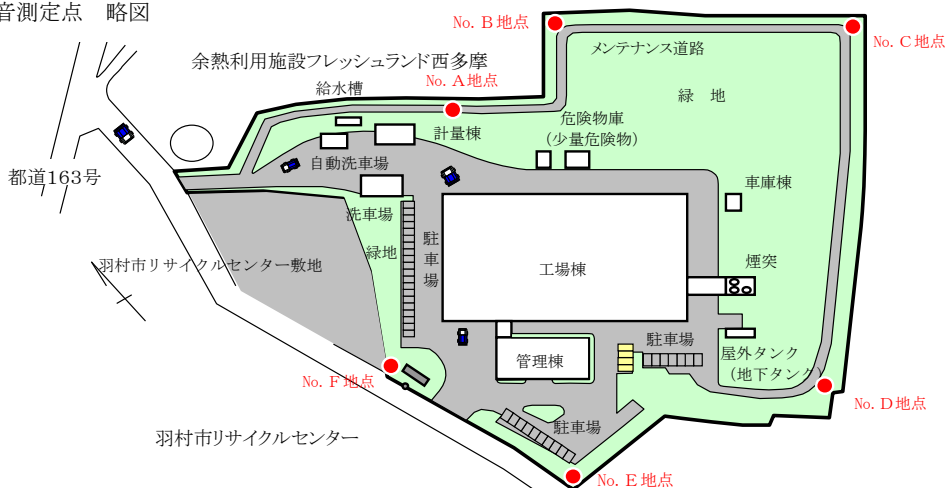 音測定点　略図
No. B 地点
No. C 地点
メンテナンス道路
余熱利用施設フレッシュランド西多摩
No. A 地点
給水槽
緑　地
危険物庫
（少量危険物）
計量棟
自動洗車場
都道163号
車庫棟
洗車場
駐車場
緑地
羽村市リサイクルセンター敷地
工場棟
煙突
駐車場
屋外タンク
（地下タンク）
管理棟
No. F 地点
No. D 地点
駐車場
羽村市リサイクルセンター
No. E 地点